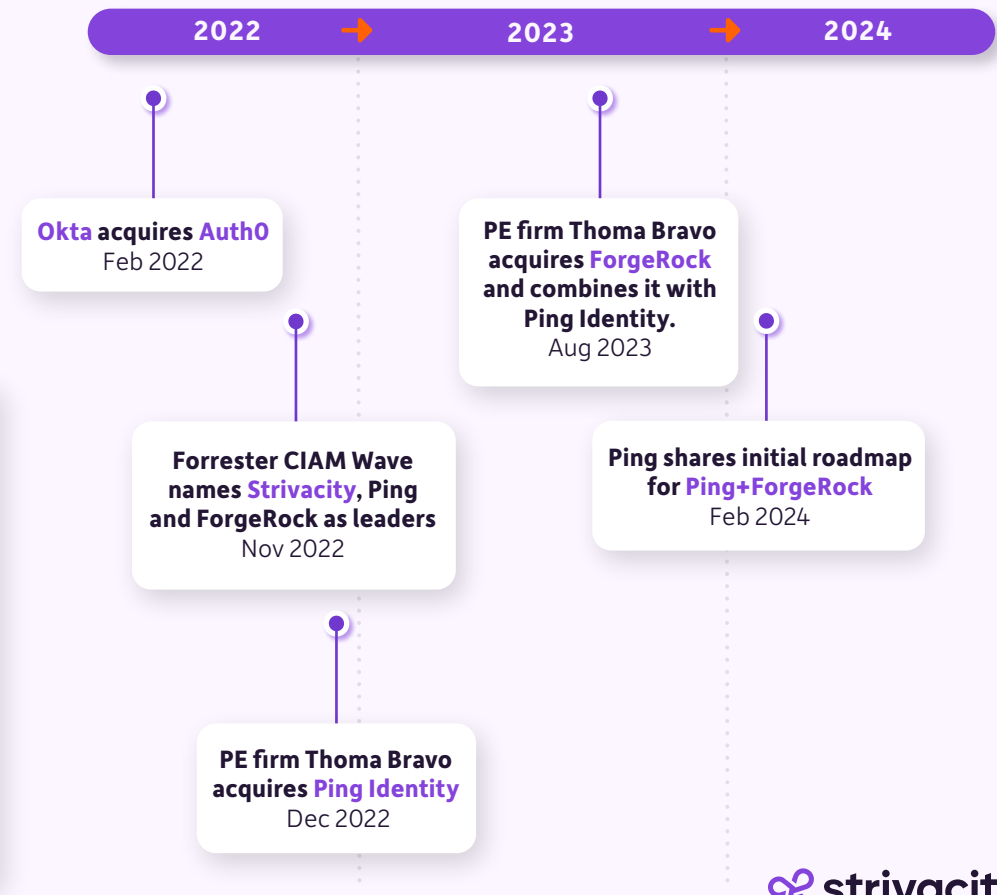 2022
2023
2024
Okta acquires Auth0
Feb 2022
PE firm Thoma Bravo
acquires ForgeRock
and combines it with
Ping Identity.
Aug 2023
Forrester CIAM Wave
names Strivacity, Ping
and ForgeRock as leaders
Nov 2022
Ping shares initial roadmap
for Ping+ForgeRock
Feb 2024
PE firm Thoma Bravo
acquires Ping Identity
Dec 2022
strivacit